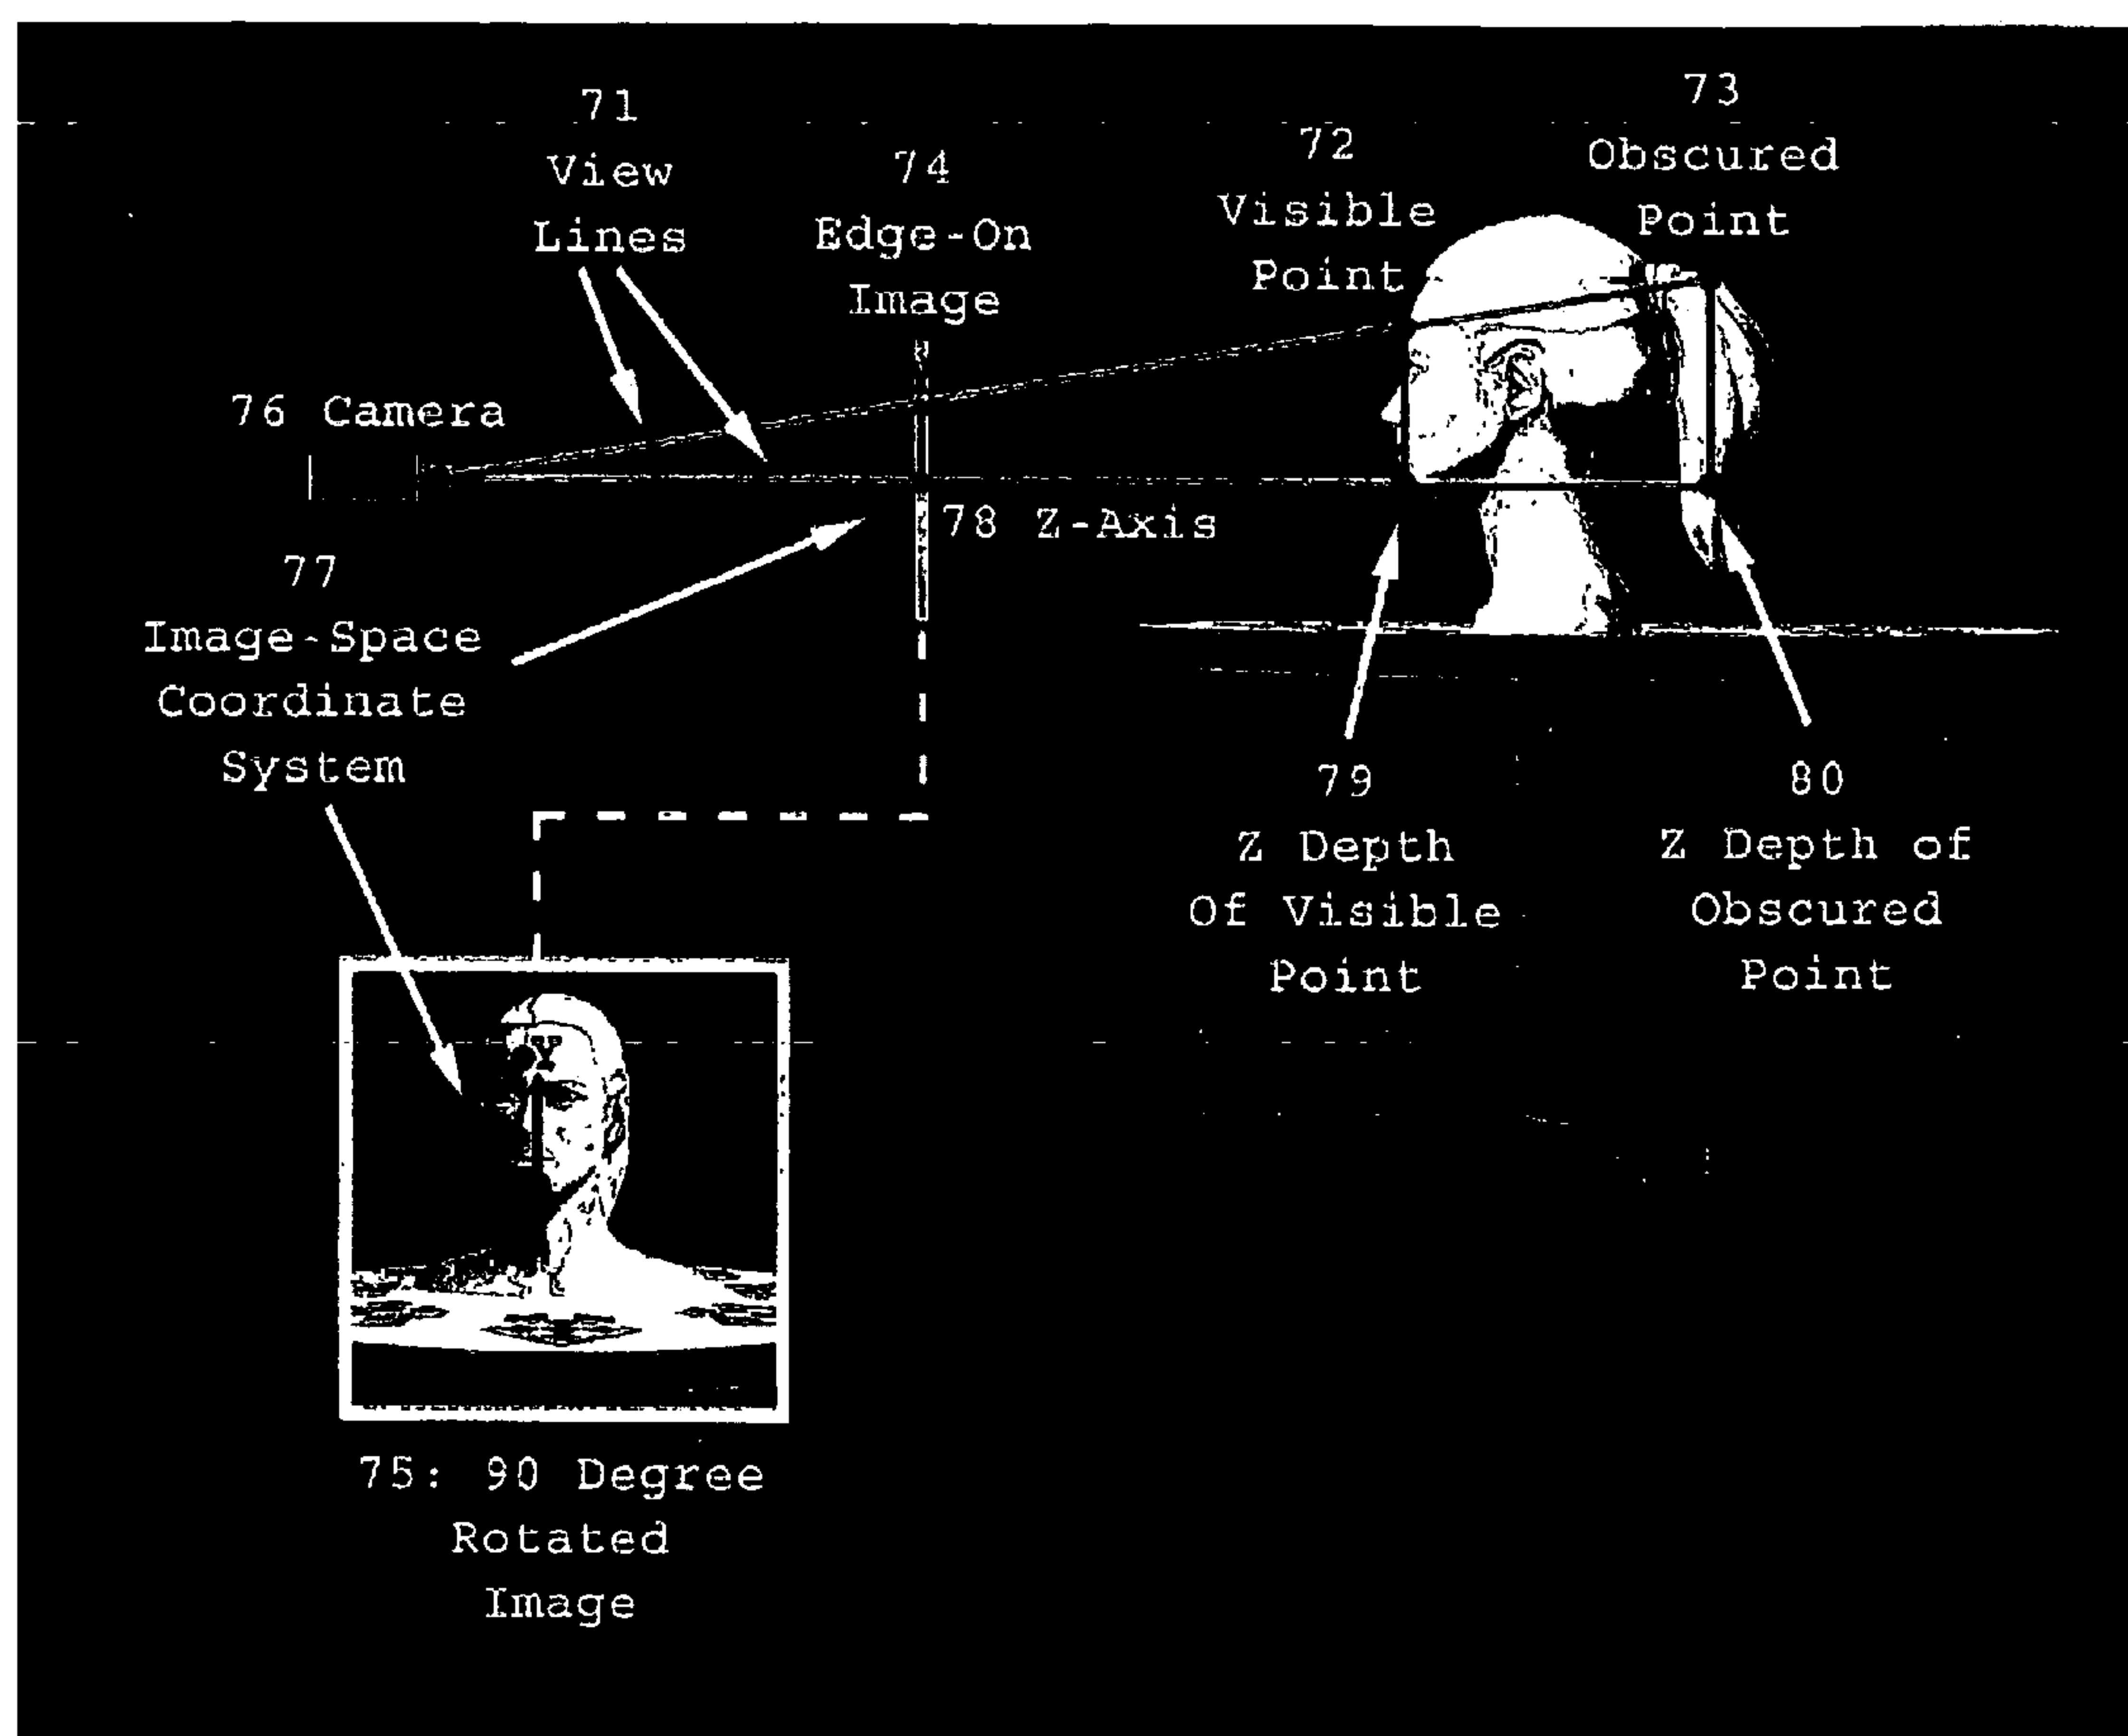 71
View
Lines
74
Edge-On
Image
72
Visible
Point
73
Obscured
Point
76 Camera
78 Z-Axis
77
Image-Space
Coordinate
System
79
Z Depth
Of Visible
Point
80
Z Depth of
Obscured
Point
75: 90 Degree
Rotated
Image